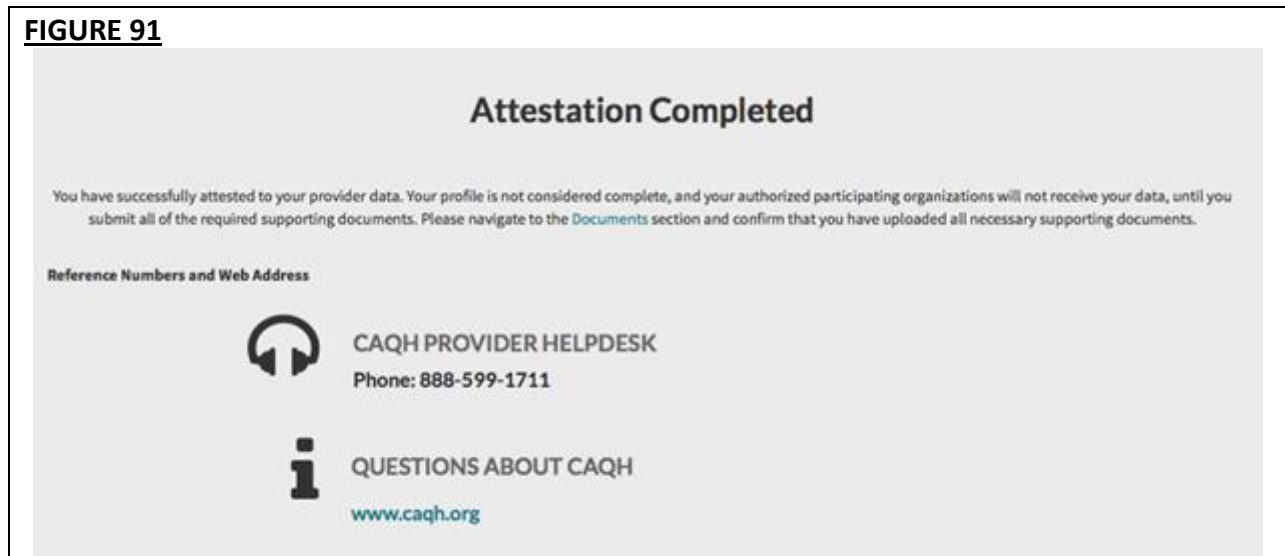 FIGURE 91
Attestation Completed
You have successfully attested to your provider data. Your profile is not considered complete, and your authorized participating organizations will not receive your data, until you
submit all of the required supporting documents. Please navigate to the Documents section and confirm that you have uploaded all necessary supporting documents.
Reference Numbers and Web Address
CAQH PROVIDER HELPDESK
Phone: 888-599-1711
QUESTIONS ABOUT CAQH
www.caqh.org